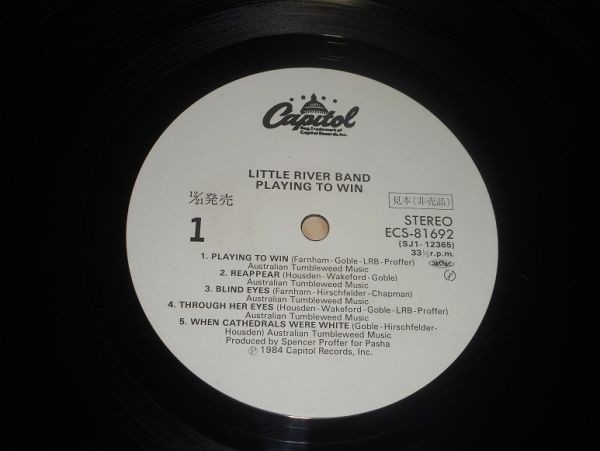 Capitol
Reg. Trademark of
Capitol Records, Inc.
LITTLE RIVER BAND
PLAYING TO WIN
12/21発売
見本(非売品)
1
STEREO
ECS-81692
(SJ1-12365)
33⅓r.p.m.
1. PLAYING TO WIN (Farnham-Goble-LRB-Proffer)
Australian Tumbleweed Music
2. REAPPEAR (Housden-Wakeford-Goble)
Australian Tumbleweed Music
3. BLIND EYES (Farnham-Hirschfelder-Chapman)
Australian Tumbleweed Music
4. THROUGH HER EYES (Housden-Wakeford-Goble-LRB-Proffer)
Australian Tumbleweed Music
5. WHEN CATHEDRALS WERE WHITE (Goble-Hirschfelder-
Housden) Australian Tumbleweed Music
Produced by Spencer Proffer for Pasha
℗ 1984 Capitol Records, Inc.